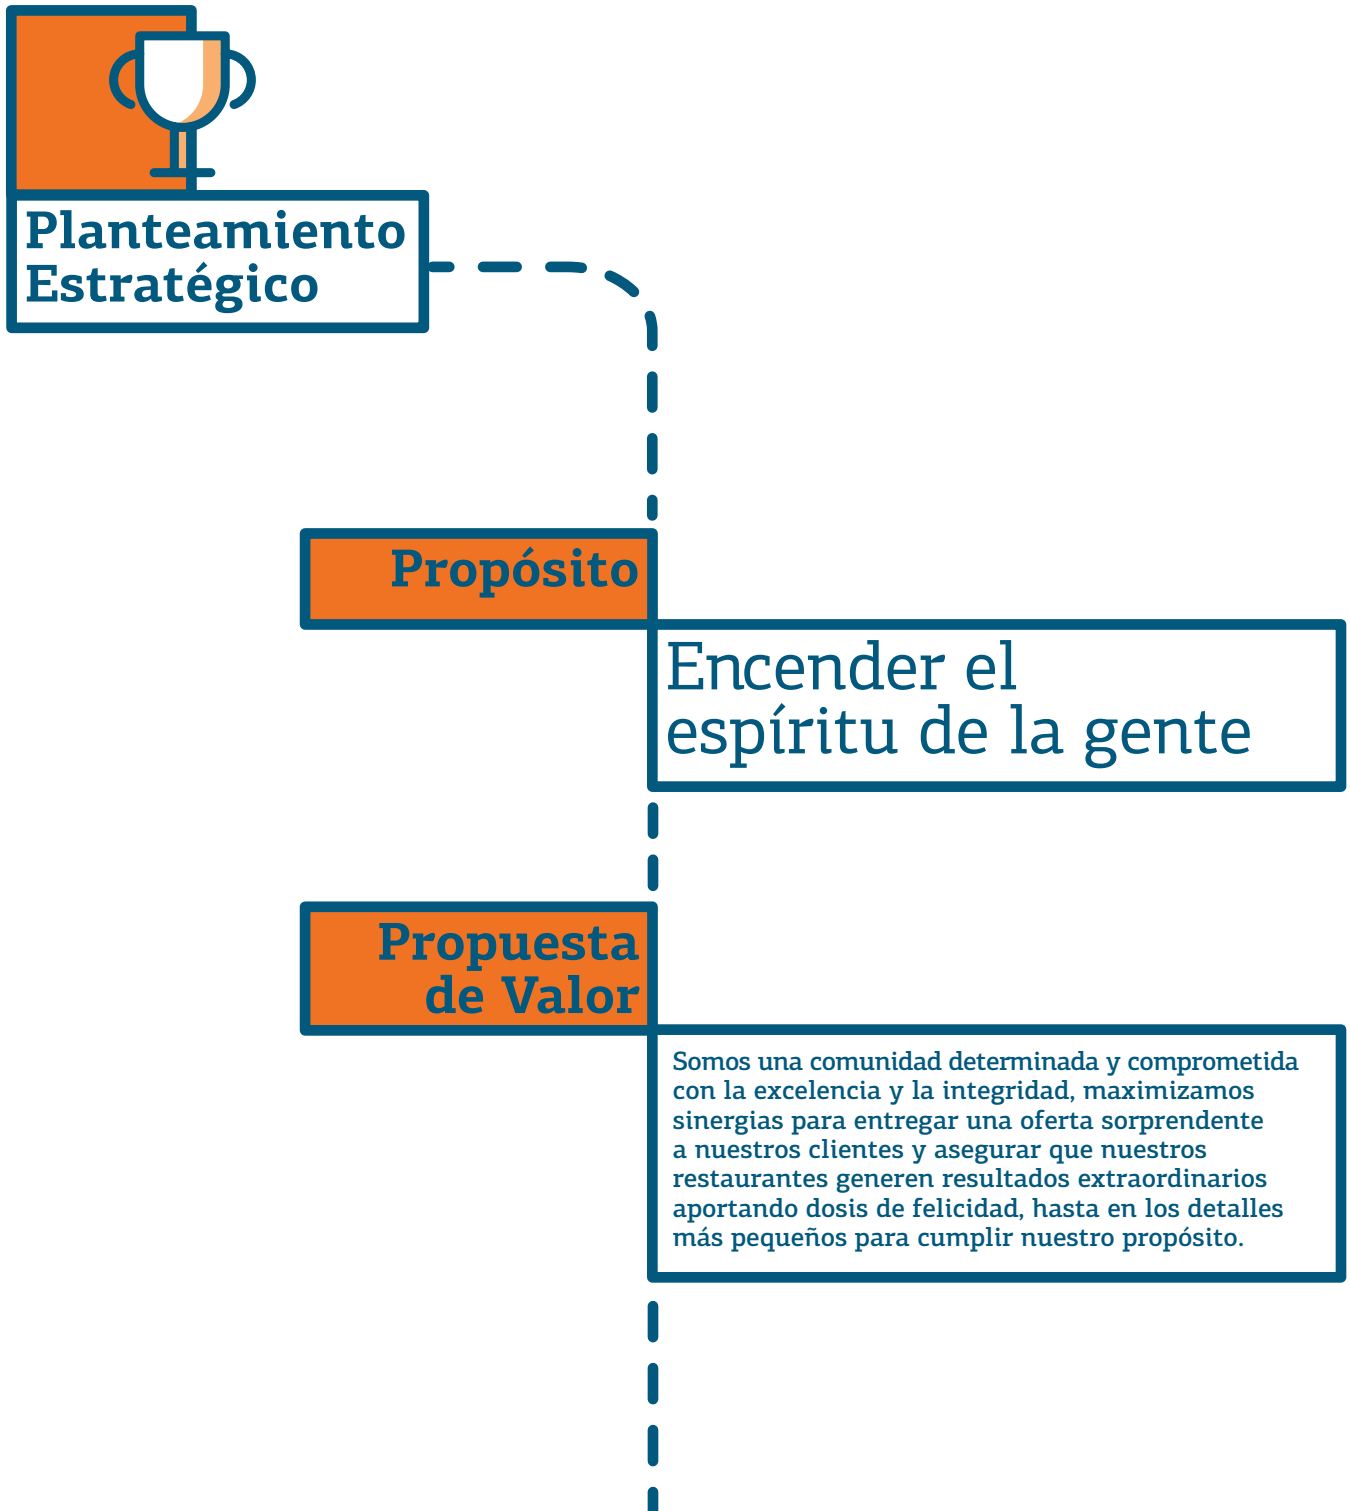 Planteamiento
Estratégico
Propósito
Encender el
espíritu de la gente
Propuesta
de Valor
Somos una comunidad determinada y comprometida
con la excelencia y la integridad, maximizamos
sinergias para entregar una oferta sorprendente
a nuestros clientes y asegurar que nuestros
restaurantes generen resultados extraordinarios
aportando dosis de felicidad, hasta en los detalles
más pequeños para cumplir nuestro propósito.